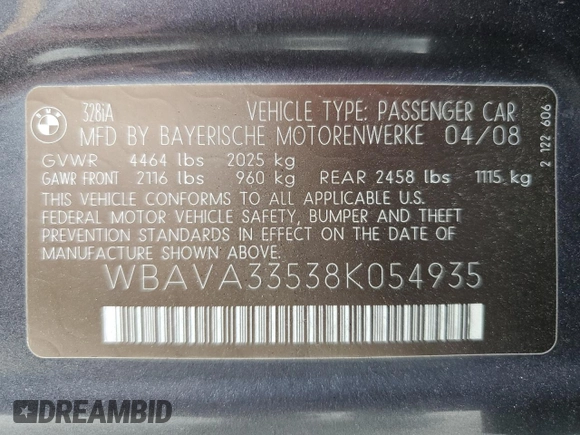 BMW
328iA
VEHICLE TYPE: PASSENGER CAR
MFD BY BAYERISCHE MOTORENWERKE 04/08
GVWR 4464 lbs 2025 kg
GAWR FRONT 2116 lbs 960 kg REAR 2458 lbs 1115 kg
THIS VEHICLE CONFORMS TO ALL APPLICABLE U.S.
FEDERAL MOTOR VEHICLE SAFETY, BUMPER AND THEFT
PREVENTION STANDARDS IN EFFECT ON THE DATE OF
MANUFACTURE SHOWN ABOVE.
WBAVA33538K054935
2 122 606
DREAMBID